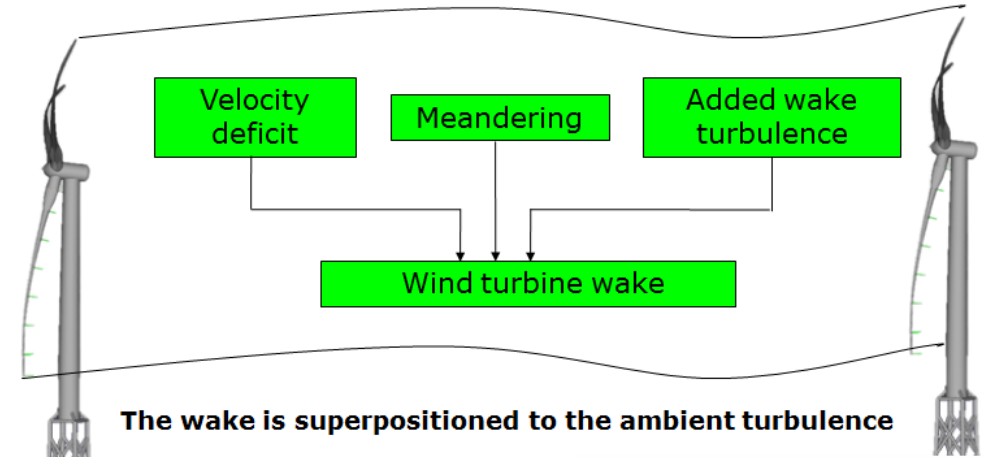 Velocity
deficit
Meandering
Added wake
turbulence
Wind turbine wake
The wake is superpositioned to the ambient turbulence